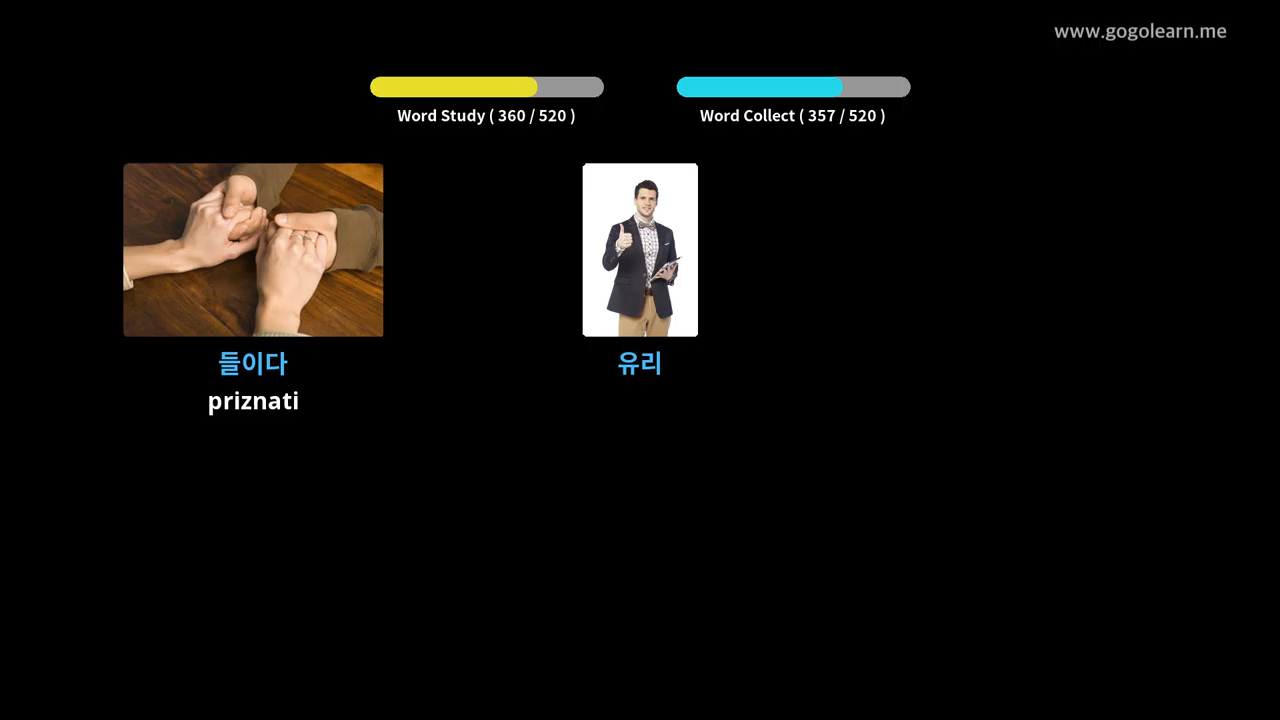 www.gogolearn.me
Word Study ( 360 / 520 )
Word Collect ( 357 / 520 )
들이다
priznati
유리